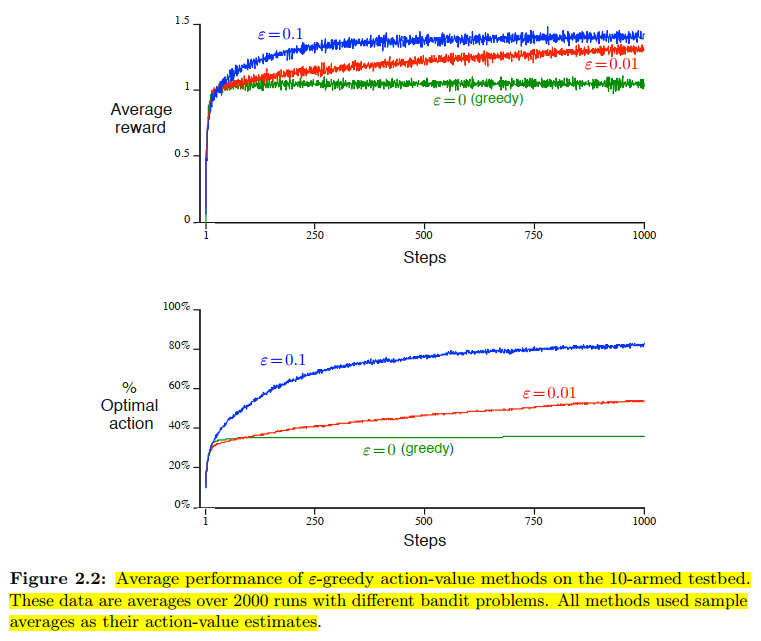 1.5
ε=0.1
1
ε=0.01
Average
reward
ε=0 (greedy)
0.5
0
1
250
500
750
1000
Steps
100%
80%
ε=0.1
%
Optimal
action
60%
ε=0.01
40%
ε=0 (greedy)
20%
0%
1
250
500
750
1000
Steps
Figure 2.2: Average performance of ε-greedy action-value methods on the 10-armed testbed.
These data are averages over 2000 runs with different bandit problems. All methods used sample
averages as their action-value estimates.